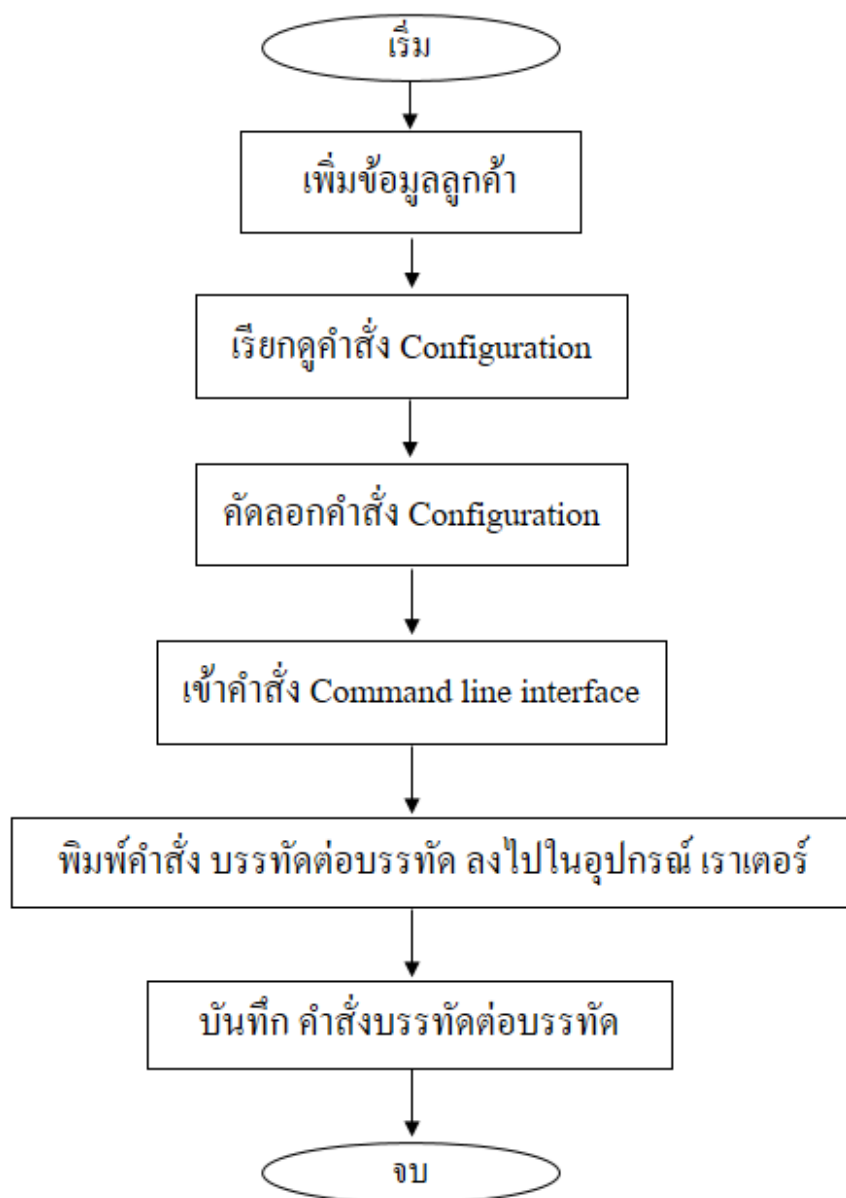 เริ่ม
เพิ่มข้อมูลลูกค้า
เรียกดูคำสั่ง Configuration
คัดลอกคำสั่ง Configuration
เข้าคำสั่ง Command line interface
พิมพ์คำสั่ง บรรทัดต่อบรรทัด ลงไปในอุปกรณ์ เราเตอร์
บันทึก คำสั่งบรรทัดต่อบรรทัด
จบ